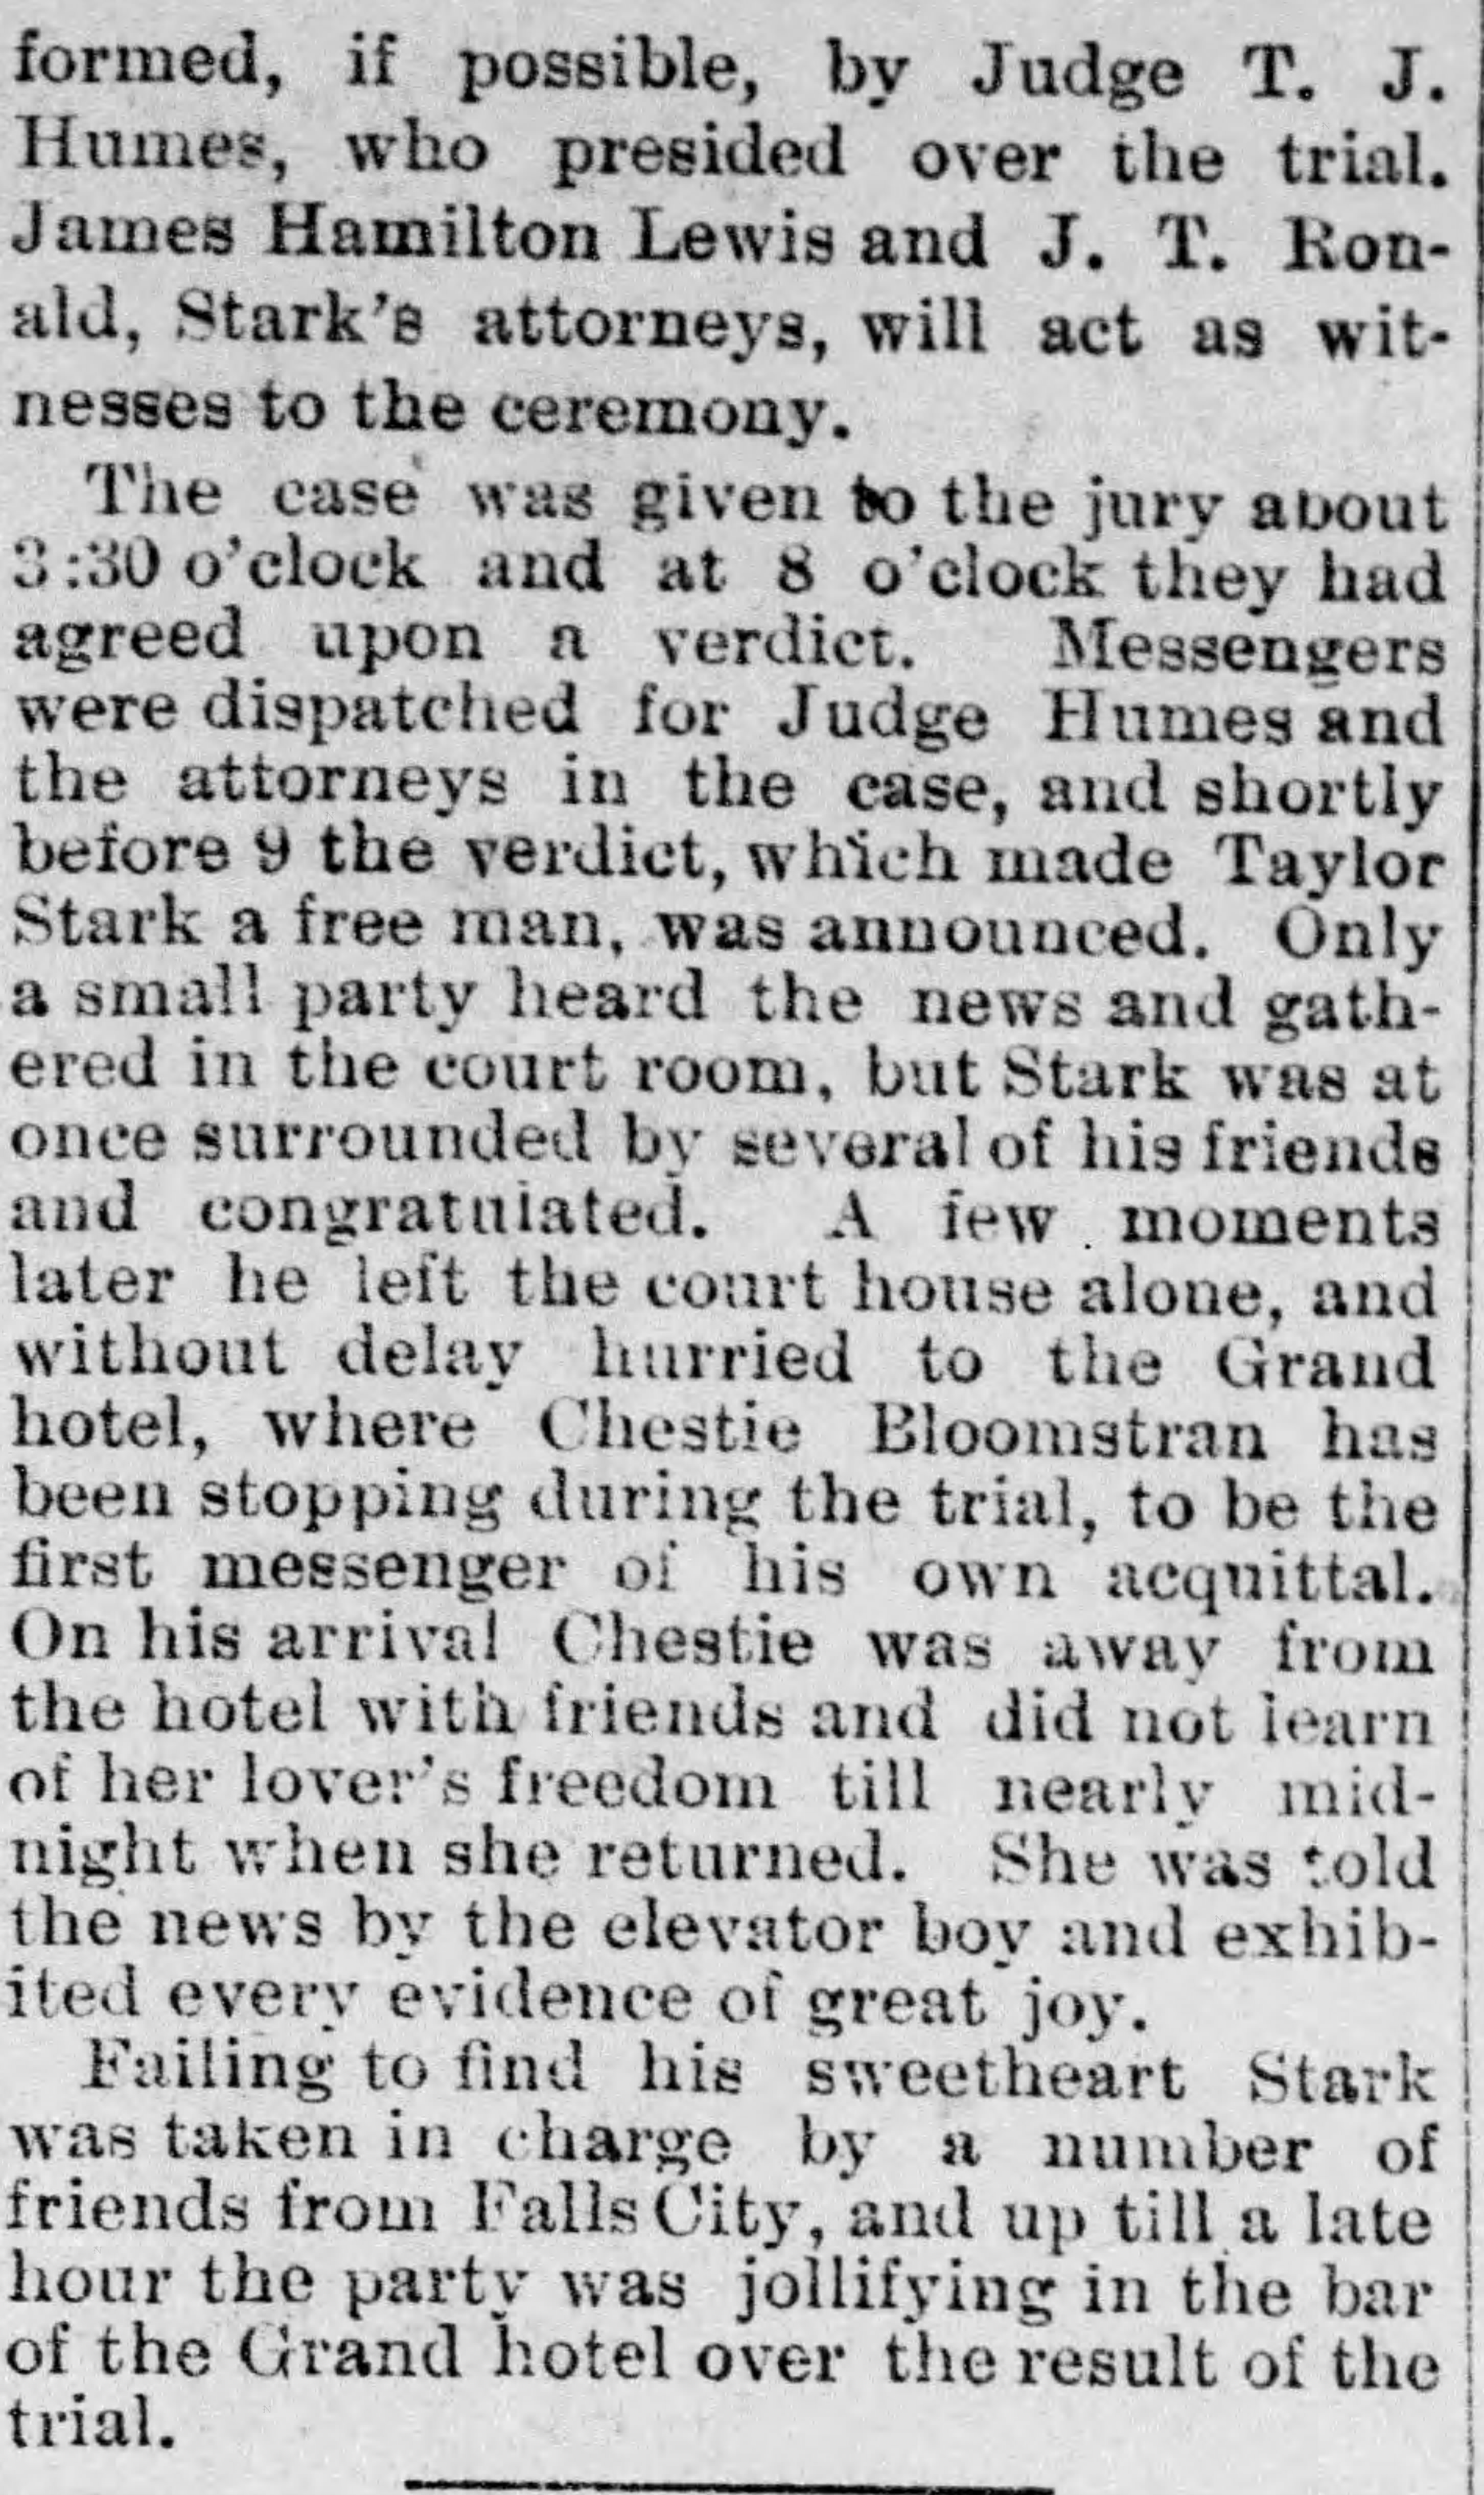 formed, if possible, by Judge T. J.
Humes, who presided over the trial.
James Hamilton Lewis and J. T. Ron-
ald, Stark's attorneys, will act as wit-
nesses to the ceremony.
The case was given to the jury about
3:30 o'clock and at 8 o'clock they had
agreed upon a verdict. Messengers
were dispatched for Judge Humes and
the attorneys in the case, and shortly
before 9 the verdict, which made Taylor
Stark a free man, was announced. Only
a small party heard the news and gath-
ered in the court room, but Stark was at
once surrounded by several of his friends
and congratulated. A few moments
later he left the court house alone, and
without delay hurried to the Grand
hotel, where Chestie Bloomstran has
been stopping during the trial, to be the
first messenger of his own acquittal.
On his arrival Chestie was away from
the hotel with friends and did not learn
of her lover's freedom till nearly mid-
night when she returned. She was told
the news by the elevator boy and exhib-
ited every evidence of great joy.
Failing to find his sweetheart Stark
was taken in charge by a number of
friends from Falls City, and up till a late
hour the party was jollifying in the bar
of the Grand hotel over the result of the
trial.